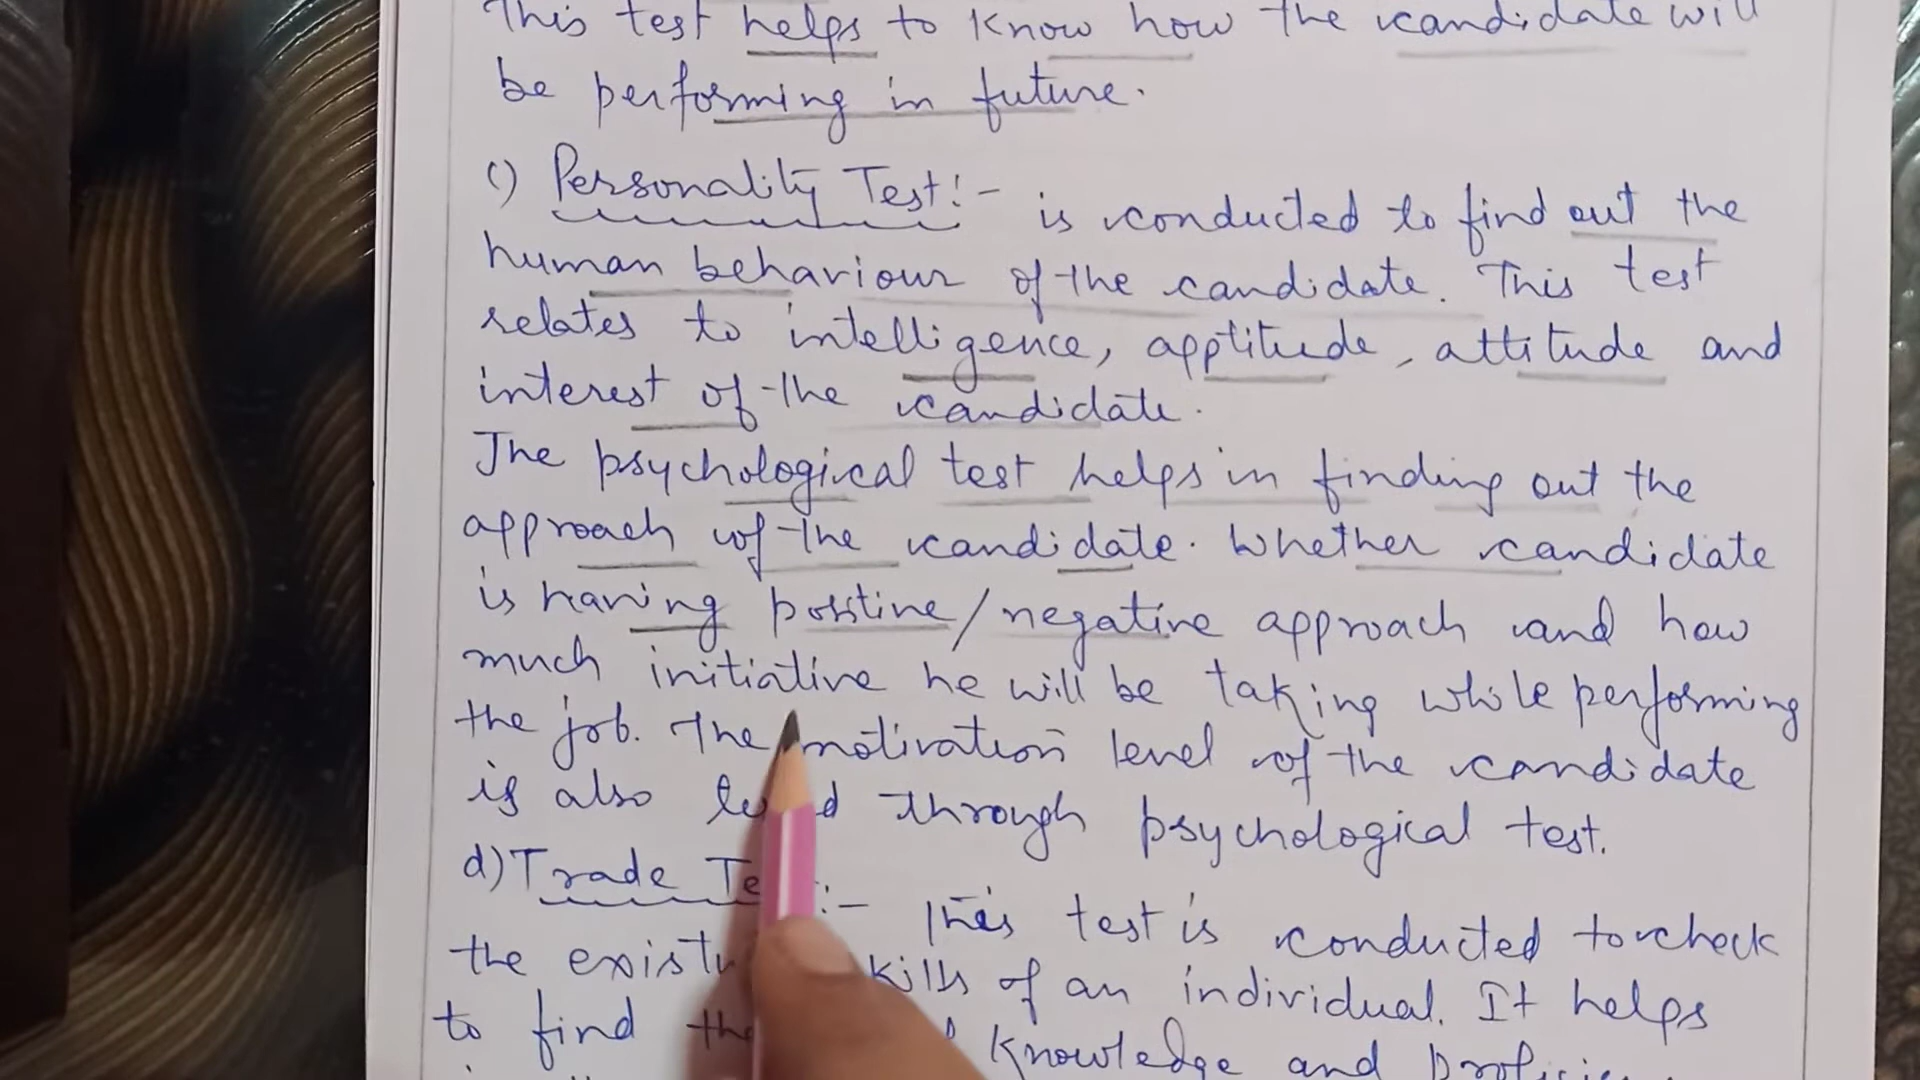 This test helps to know how the candidate will
be performing in future.
c) Personality Test:- is conducted to find out the
human behaviour of the candidate. This test
relates to intelligence, apptitude, attitude and
interest of the candidate.
The psychological test helps in finding out the
approach of the candidate. Whether candidate
is having positive/negative approach and how
much initiative he will be taking while performing
the job. The motivation level of the candidate
is also through psychological test.
d) Trade :- This test is conducted to check
the of an individual. It helps
to find knowledge and